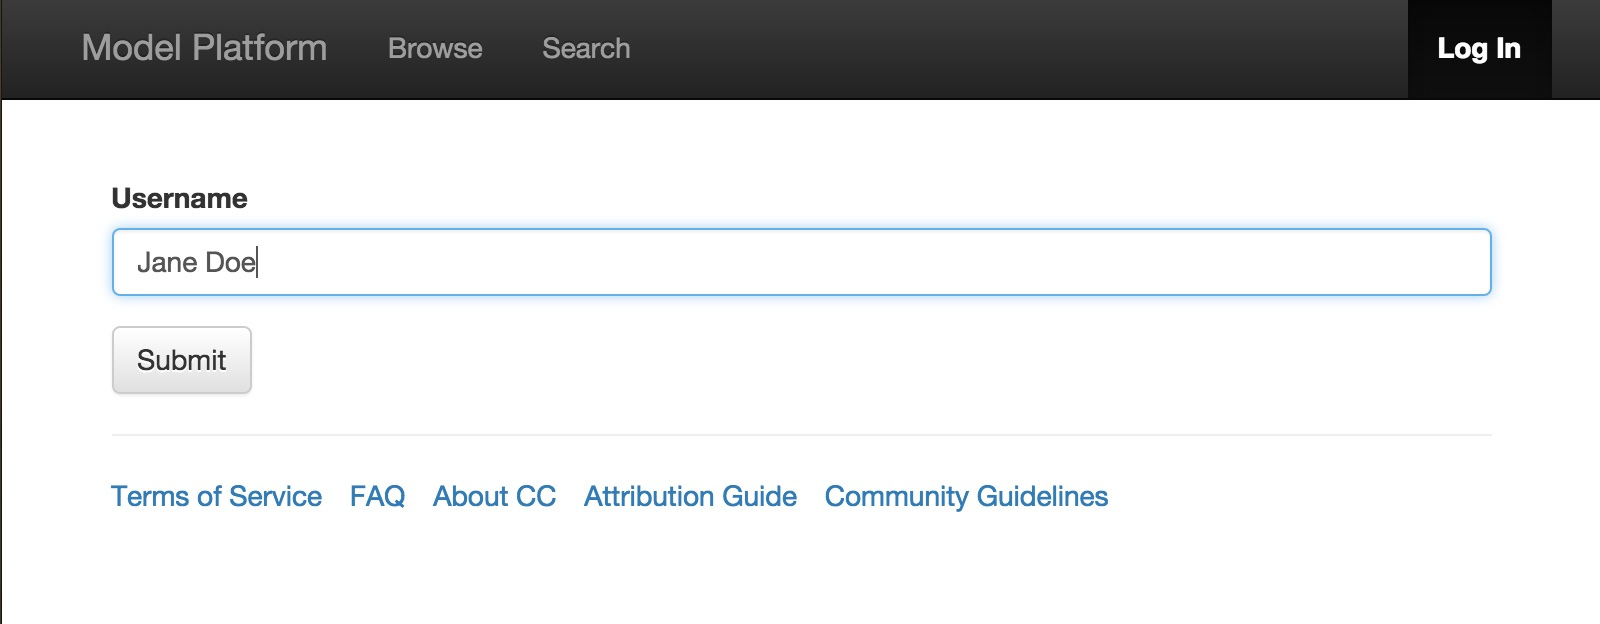 Model Platform Browse Search Log In
Username
Jane Doe
Submit
Terms of Service FAQ About CC Attribution Guide Community Guidelines